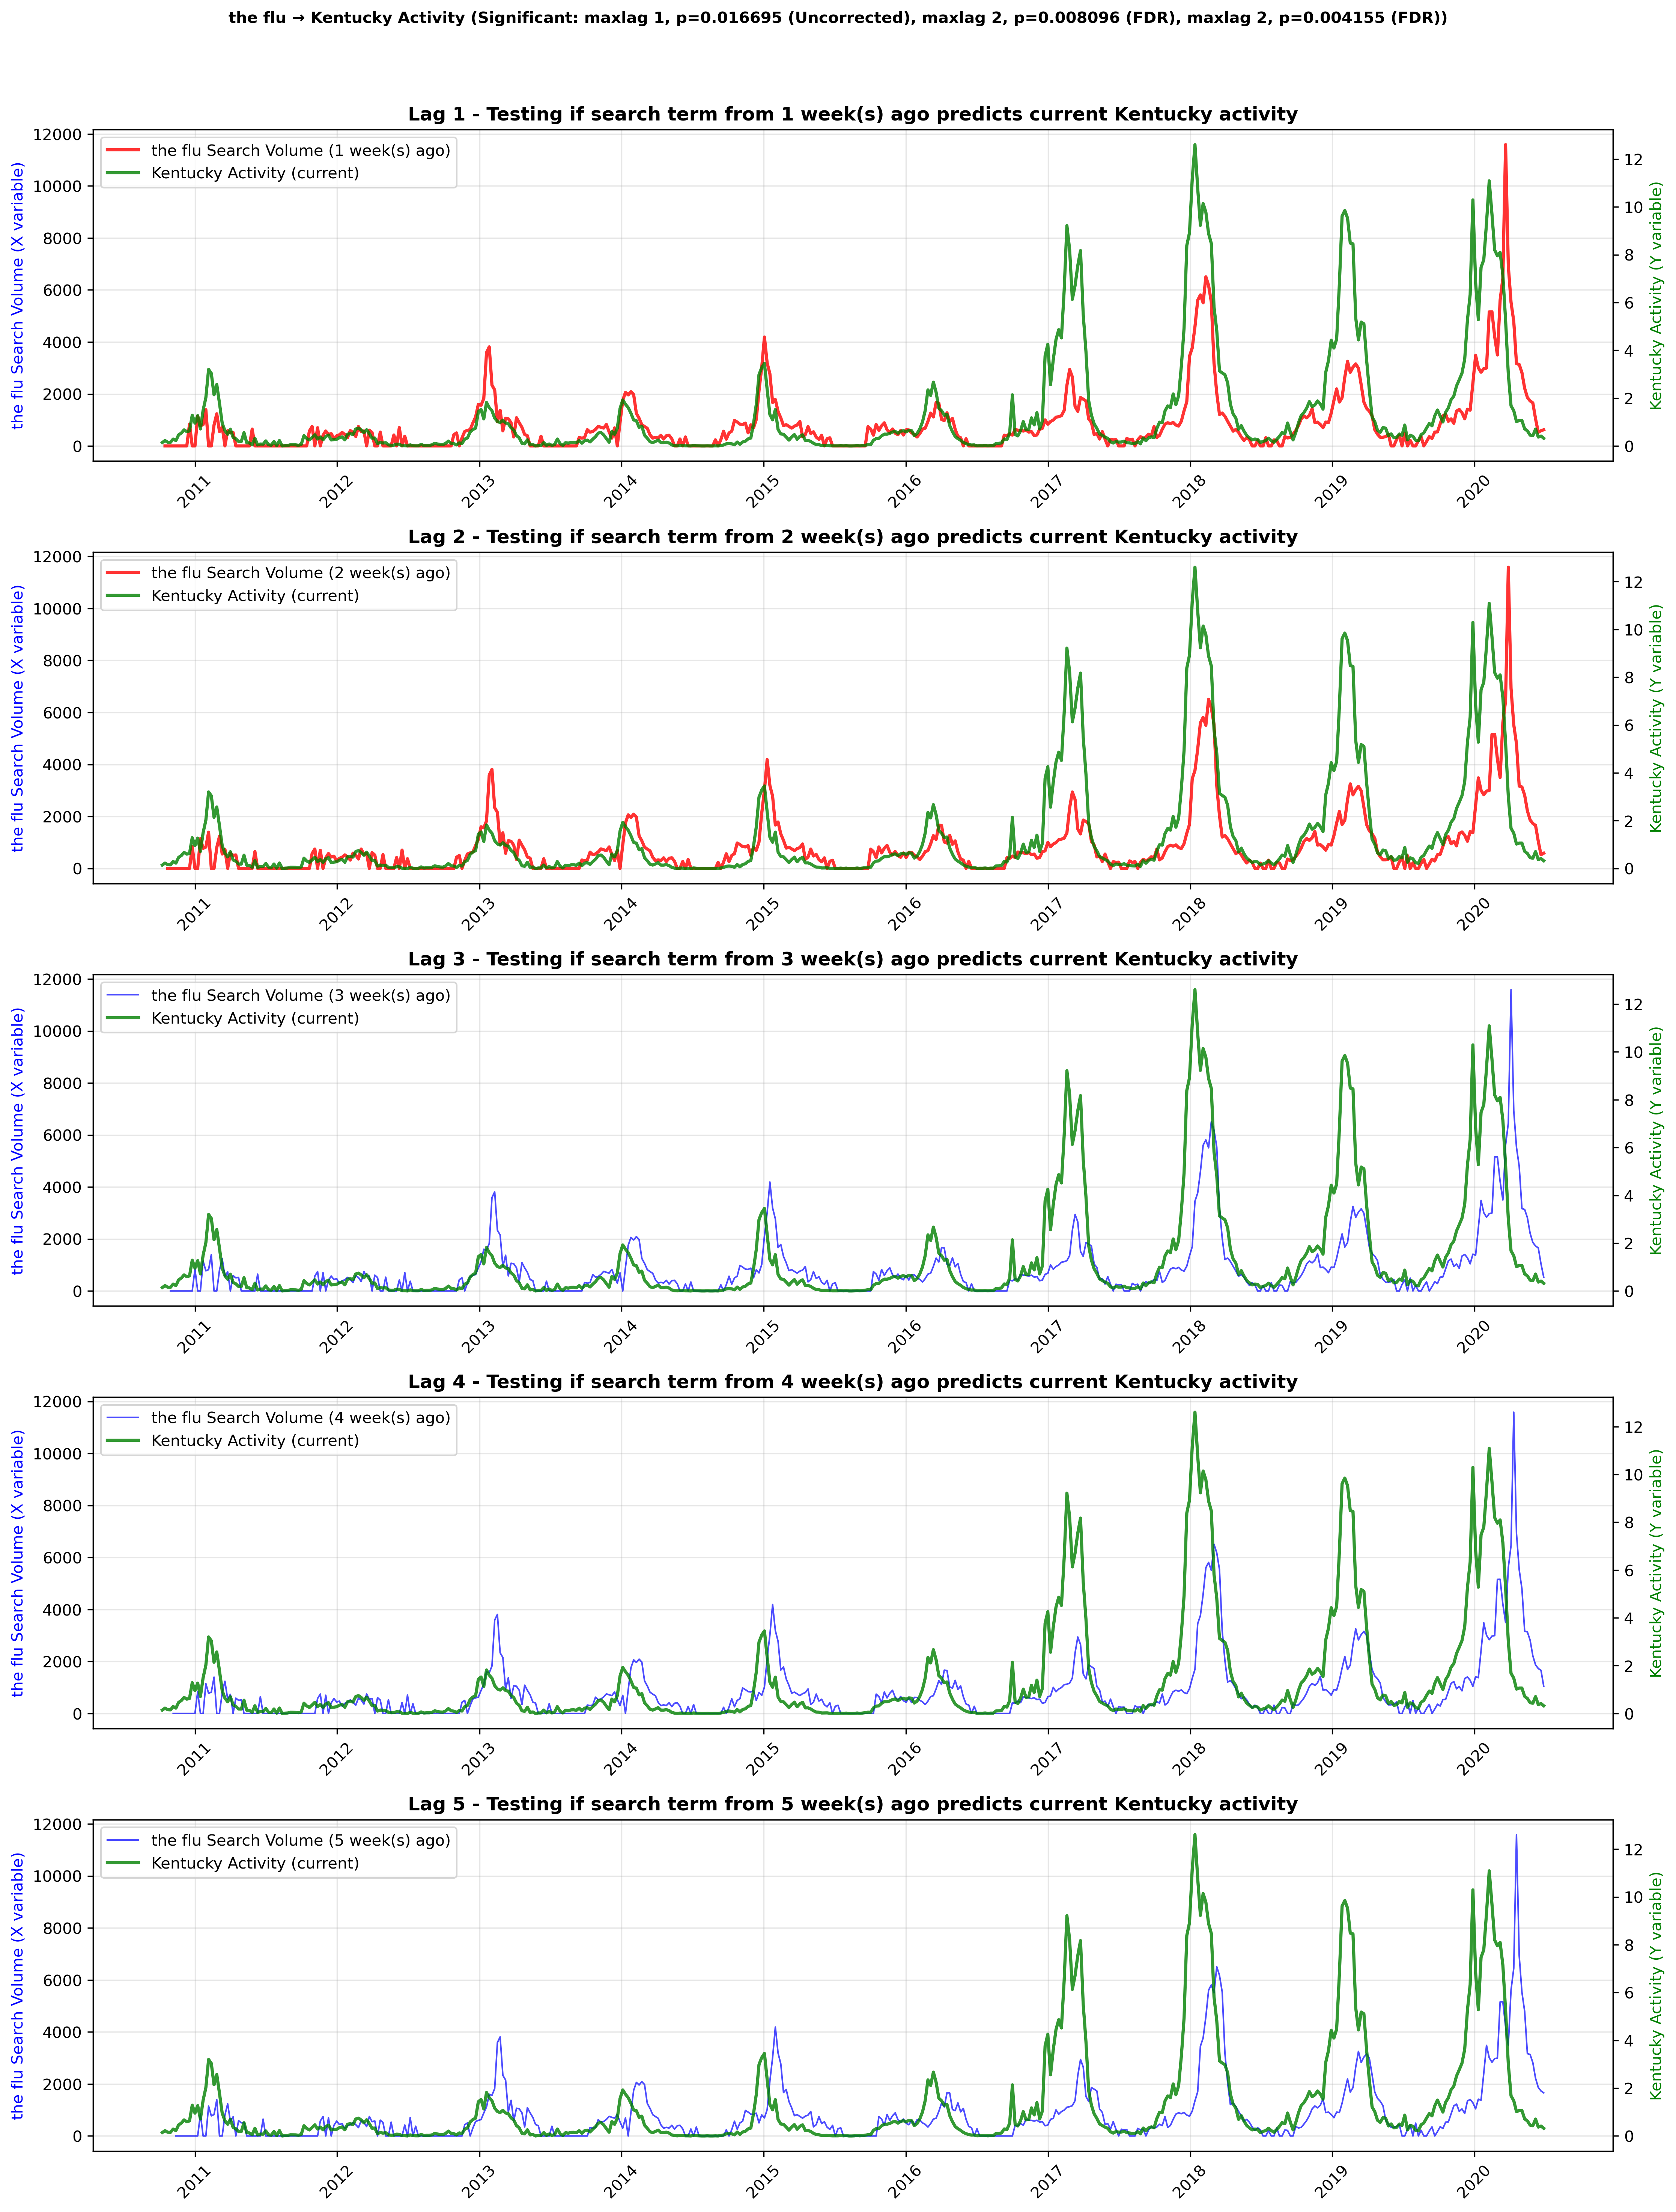 the flu → Kentucky Activity (Significant: maxlag 1, p=0.016695 (Uncorrected), maxlag 2, p=0.008096 (FDR), maxlag 2, p=0.004155 (FDR))
Lag 1 - Testing if search term from 1 week(s) ago predicts current Kentucky activity
the flu Search Volume (1 week(s) ago)
Kentucky Activity (current)
the flu Search Volume (X variable)
12000
10000
8000
6000
4000
2000
0
12
10
8
6
4
2
0
Kentucky Activity (Y variable)
2011 2012 2013 2014 2015 2016 2017 2018 2019 2020
Lag 2 - Testing if search term from 2 week(s) ago predicts current Kentucky activity
the flu Search Volume (2 week(s) ago)
Kentucky Activity (current)
the flu Search Volume (X variable)
12000
10000
8000
6000
4000
2000
0
12
10
8
6
4
2
0
Kentucky Activity (Y variable)
2011 2012 2013 2014 2015 2016 2017 2018 2019 2020
Lag 3 - Testing if search term from 3 week(s) ago predicts current Kentucky activity
the flu Search Volume (3 week(s) ago)
Kentucky Activity (current)
the flu Search Volume (X variable)
12000
10000
8000
6000
4000
2000
0
12
10
8
6
4
2
0
Kentucky Activity (Y variable)
2011 2012 2013 2014 2015 2016 2017 2018 2019 2020
Lag 4 - Testing if search term from 4 week(s) ago predicts current Kentucky activity
the flu Search Volume (4 week(s) ago)
Kentucky Activity (current)
the flu Search Volume (X variable)
12000
10000
8000
6000
4000
2000
0
12
10
8
6
4
2
0
Kentucky Activity (Y variable)
2011 2012 2013 2014 2015 2016 2017 2018 2019 2020
Lag 5 - Testing if search term from 5 week(s) ago predicts current Kentucky activity
the flu Search Volume (5 week(s) ago)
Kentucky Activity (current)
the flu Search Volume (X variable)
12000
10000
8000
6000
4000
2000
0
12
10
8
6
4
2
0
Kentucky Activity (Y variable)
2011 2012 2013 2014 2015 2016 2017 2018 2019 2020